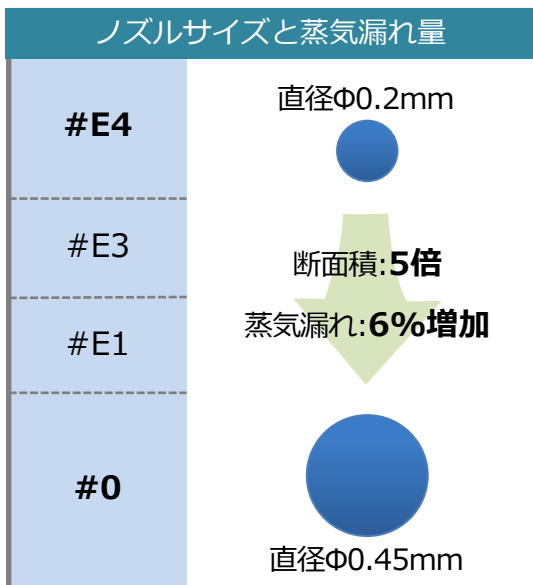 ノズルサイズと蒸気漏れ量
#E4
直径Φ0.2mm
#E3
断面積:5倍
蒸気漏れ:6%増加
#E1
#0
直径Φ0.45mm